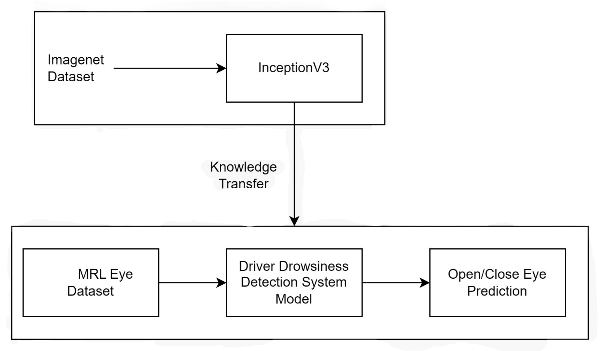 Imagenet
Dataset
InceptionV3
Knowledge
Transfer
MRL Eye
Dataset
Driver Drowsiness
Detection System
Model
Open/Close Eye
Prediction